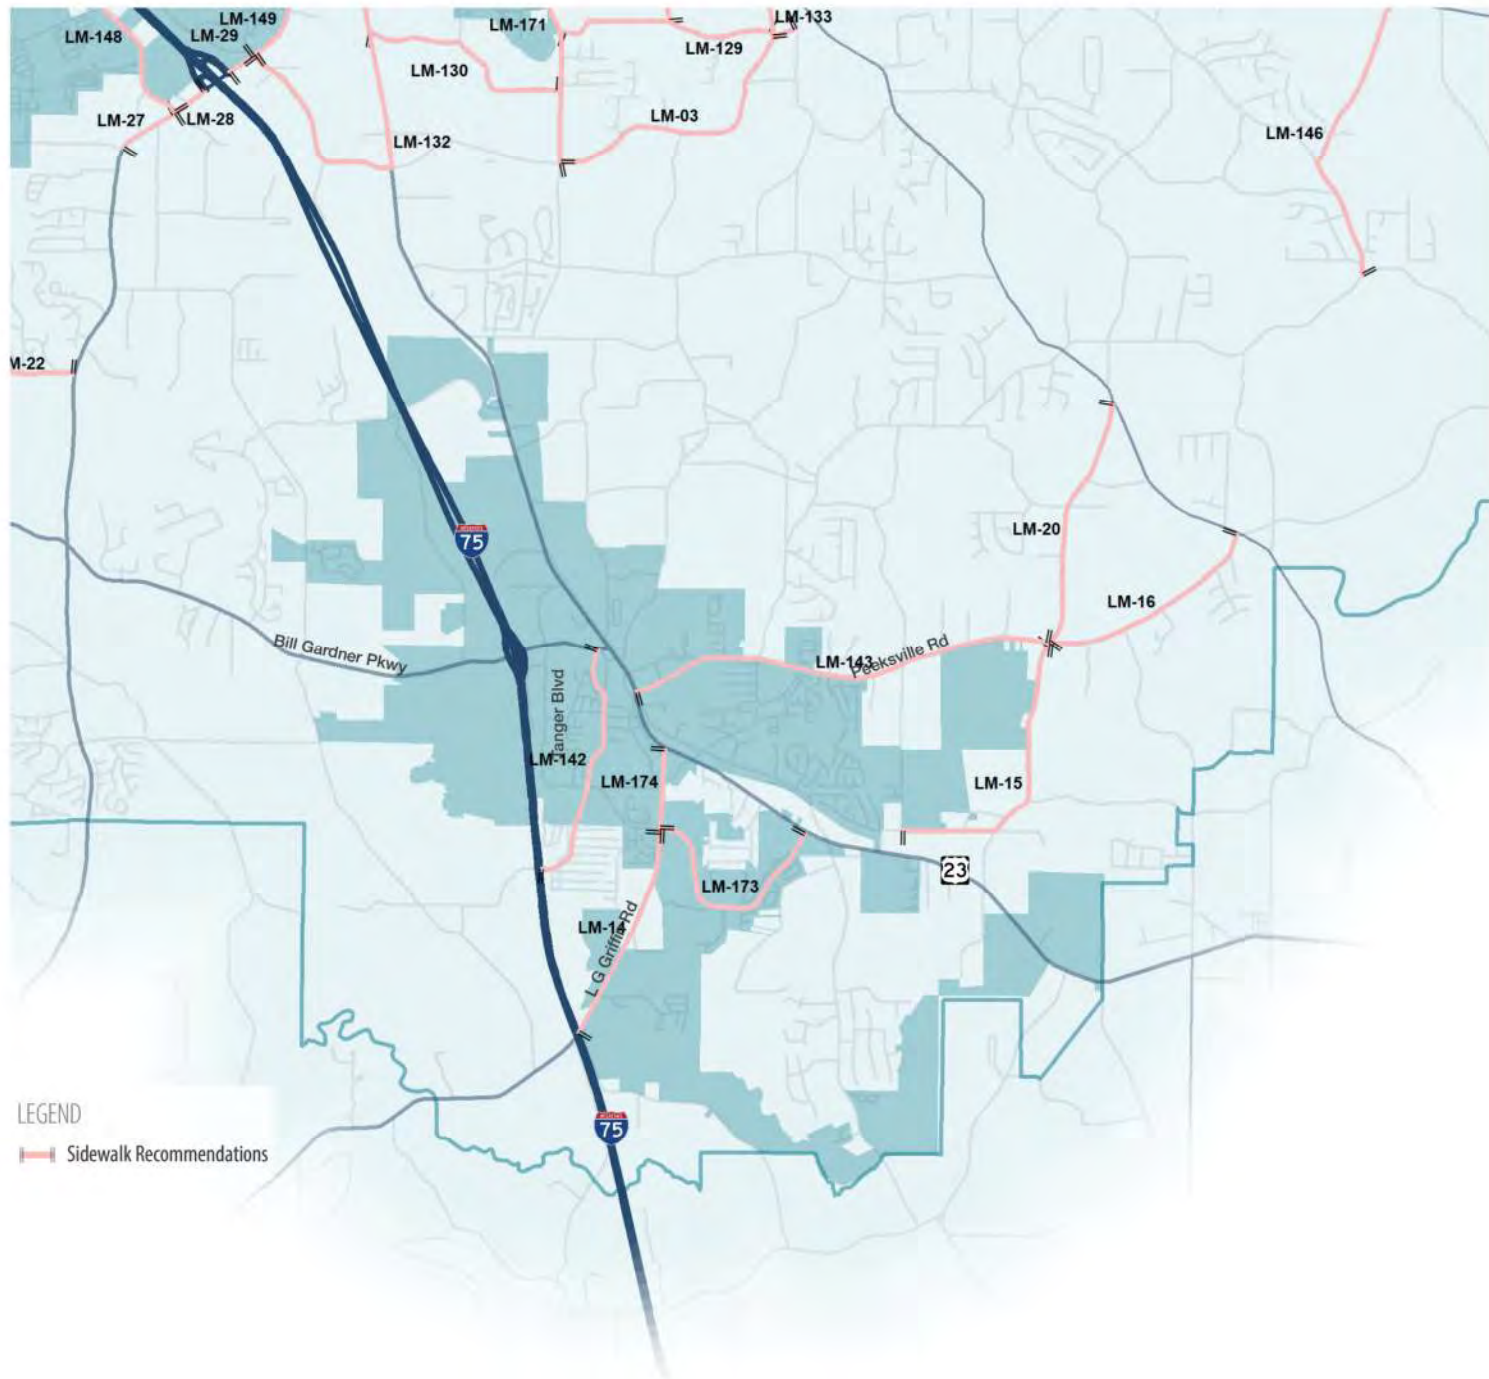 LM-149
LM-171
LM-133
LM-148
LM-29
LM-129
LM-130
LM-27
LM-28
LM-03
LM-132
LM-146
M-22
75
LM-20
LM-16
Bill Gardner Pkwy
LM-143
Peeksville Rd
Tanger Blvd
LM-142
LM-174
LM-15
23
LM-173
LM-14
L G Griffin Rd
75
LEGEND
Sidewalk Recommendations